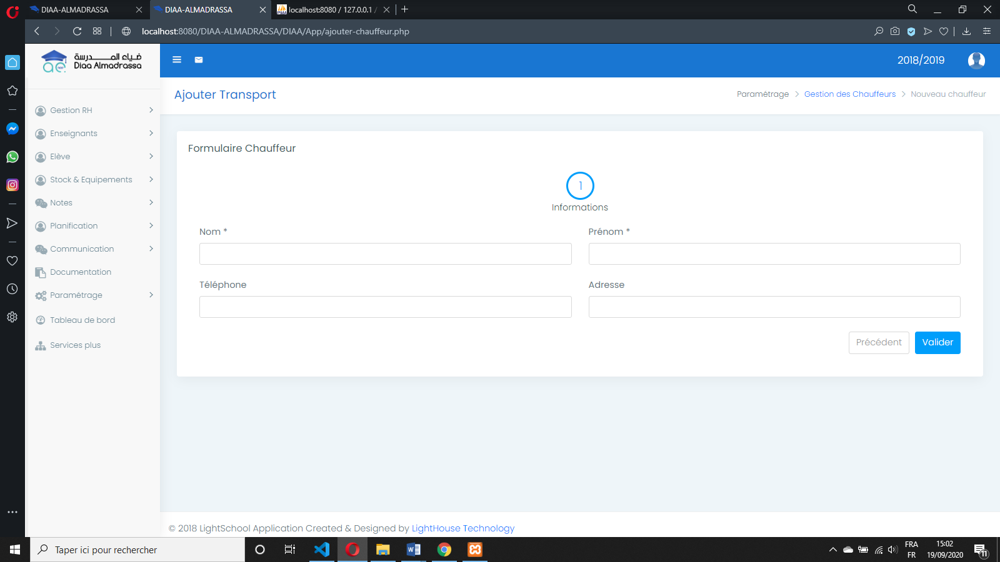 DIAA-ALMADRASSA
DIAA-ALMADRASSA
localhost:8080 / 127.0.0.1 /
localhost:8080/DIAA-ALMADRASSA/DIAA/App/ajouter-chauffeur.php
ضياء المدرسة
Diaa Almadrassa
2018/2019
Ajouter Transport
Paramétrage > Gestion des Chauffeurs > Nouveau chauffeur
Gestion RH
Enseignants
Elève
Stock & Equipements
Notes
Planification
Communication
Documentation
Paramétrage
Tableau de bord
Services plus
Formulaire Chauffeur
1
Informations
Nom *
Prénom *
Téléphone
Adresse
Précédent
Valider
© 2018 LightSchool Application Created & Designed by LightHouse Technology
Taper ici pour rechercher
FRA
FR
15:02
19/09/2020
11